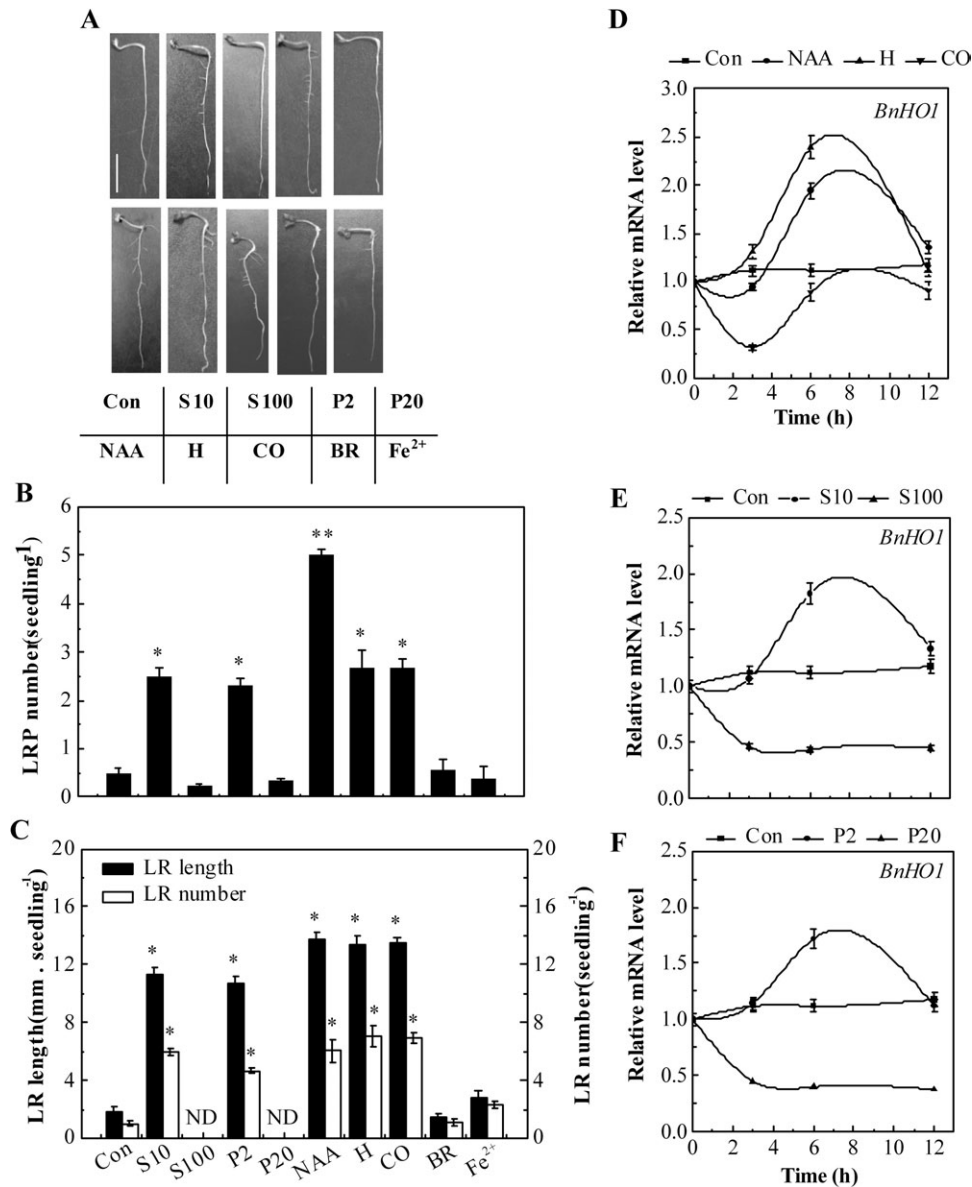 A
Con S10 S100 P2 P20
NAA H CO BR Fe²⁺
B
LRP number(seedling⁻¹)
6
5
4
3
2
1
0
*
*
**
*
*
C
LR length(mm . seedling⁻¹)
20
16
12
8
4
0
LR length
LR number
*
*
ND
*
*
ND
*
*
*
*
*
*
20
16
12
8
4
0
LR number(seedling⁻¹)
Con S10 S100 P2 P20 NAA H CO BR Fe²⁺
D
Con NAA H CO
BnHO1
Relative mRNA level
3.0
2.5
2.0
1.5
1.0
0.5
0.0
0 2 4 6 8 10 12
Time (h)
E
Con S10 S100
BnHO1
Relative mRNA level
2.5
2.0
1.5
1.0
0.5
0.0
F
Con P2 P20
BnHO1
Relative mRNA level
2.5
2.0
1.5
1.0
0.5
0.0
0 2 4 6 8 10 12
Time (h)